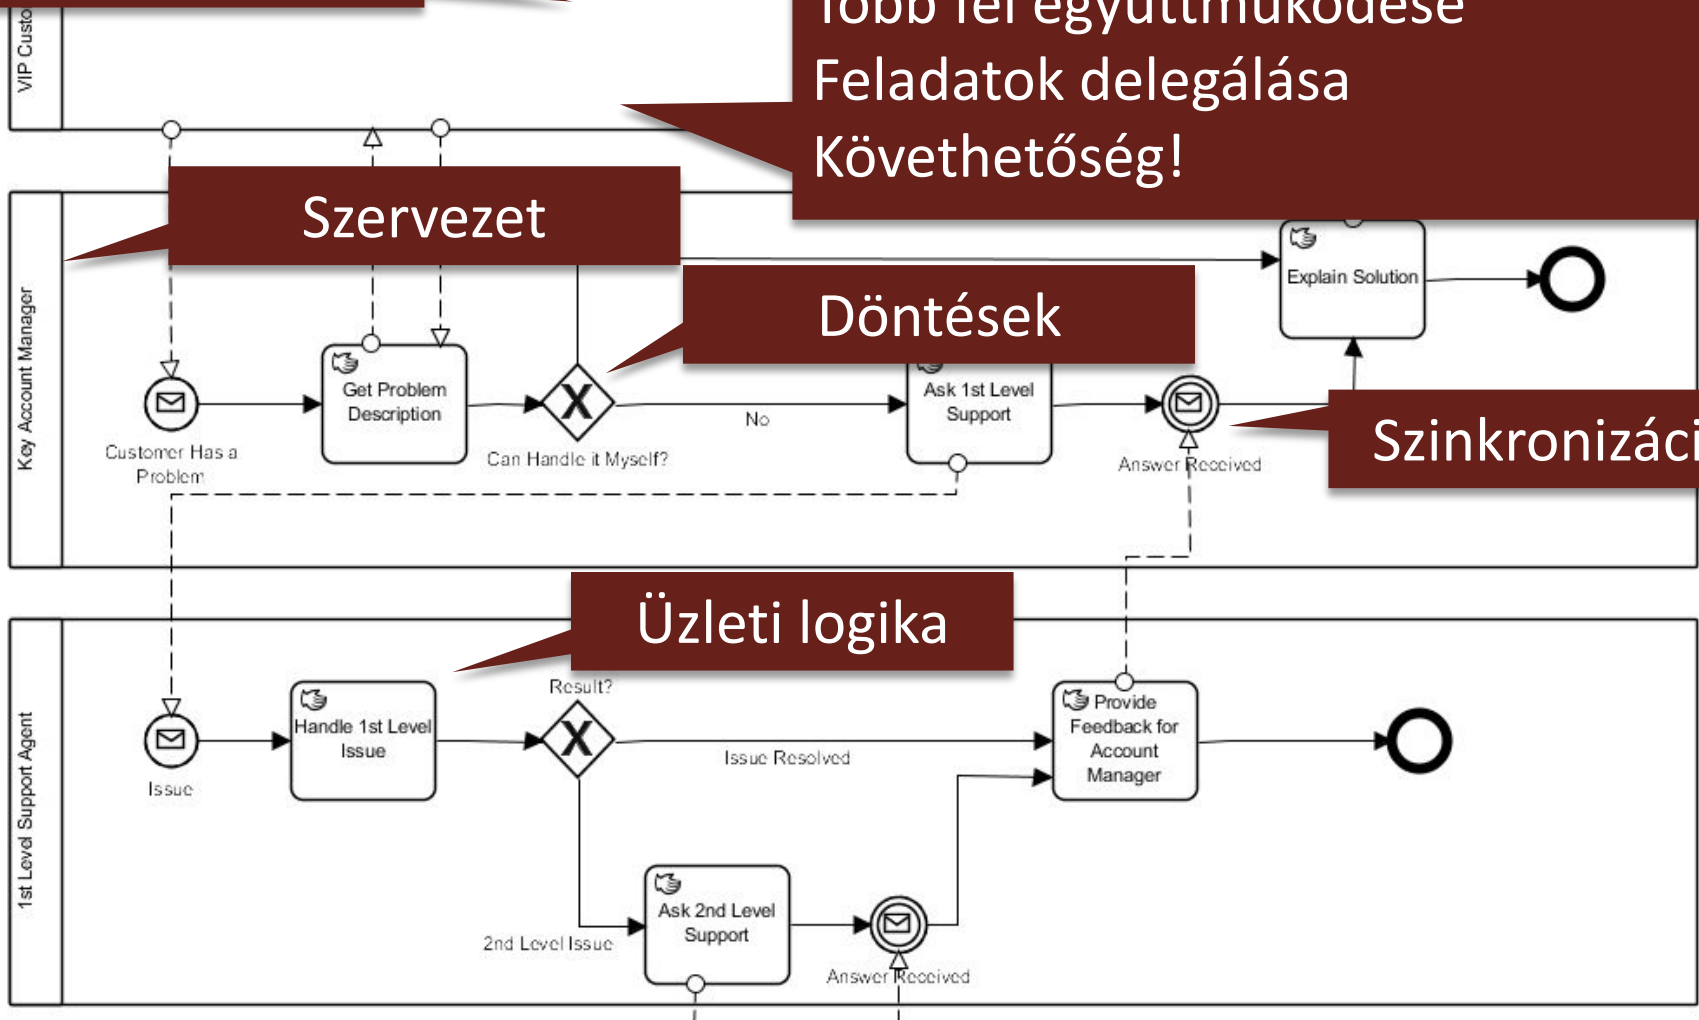 VIP
Több fél együttműködése
Feladatok delegálása
Követhetőség!
Szervezet
Key Account Manager
Döntések
Explain Solution
Get Problem
Description
Ask 1st Level
Support
No
Customer Has a
Problem
Can Handle it Myself?
Answer Received
Üzleti logika
1st Level Support Agent
Result?
Handle 1st Level
Issue
Issue
Issue Resolved
Provide
Feedback for
Account
Manager
Ask 2nd Level
Support
2nd Level Issue
Answer Received